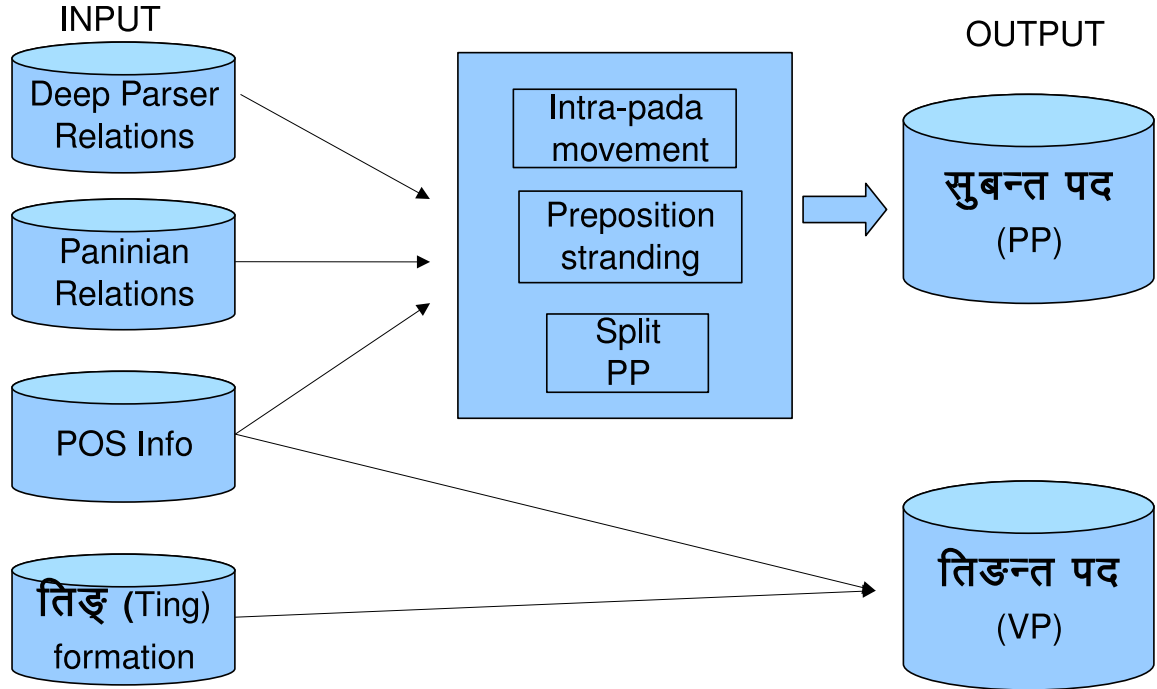 INPUT
Deep Parser
Relations
Paninian
Relations
POS Info
तिङ् (Ting)
formation
Intra-pada
movement
Preposition
stranding
Split
PP
OUTPUT
सुबन्त पद
(PP)
तिङन्त पद
(VP)